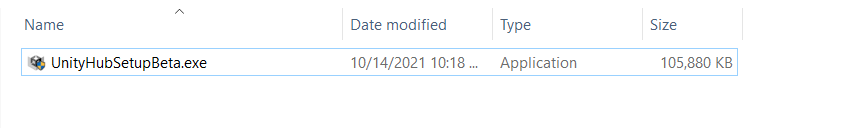 Name Date modified Type Size
UnityHubSetupBeta.exe 10/14/2021 10:18 ... Application 105,880 KB